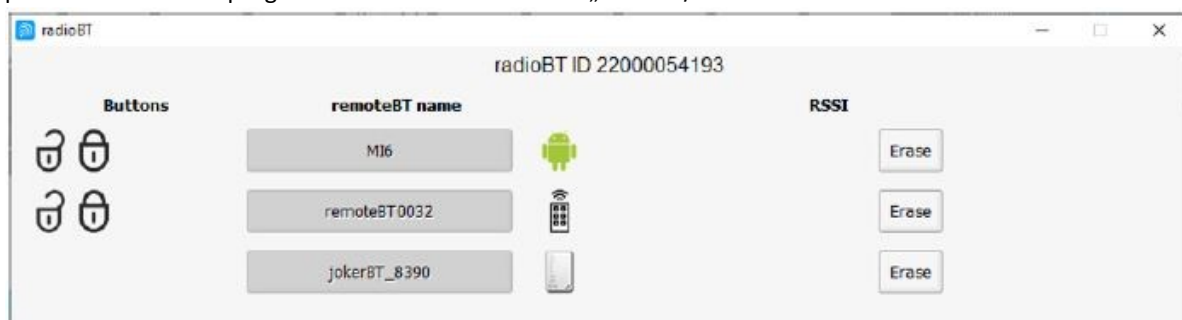 radioBT
radioBT ID 22000054193
Buttons remoteBT name RSSI
MI6 Erase
remoteBT0032 Erase
jokerBT_8390 Erase